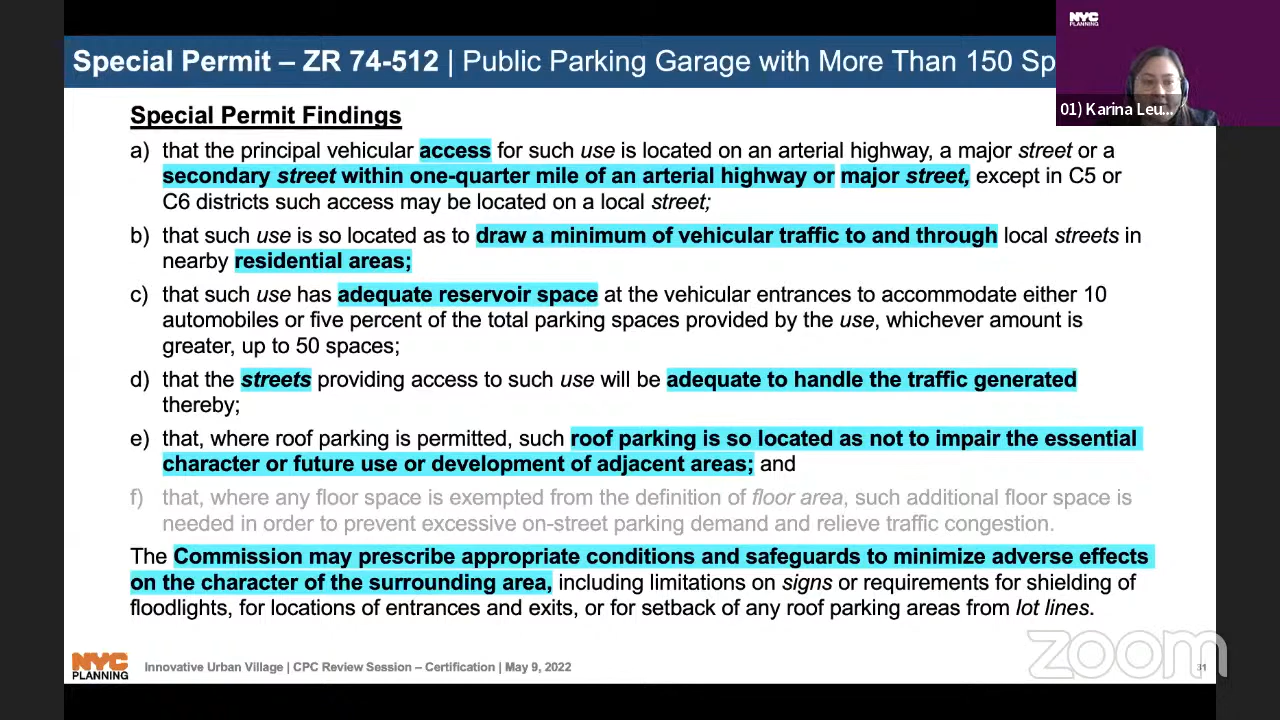 NYC
PLANNING
Special Permit – ZR 74-512 | Public Parking Garage with More Than 150 Sp
01) Karina Leu...
Special Permit Findings
a) that the principal vehicular access for such use is located on an arterial highway, a major street or a
secondary street within one-quarter mile of an arterial highway or major street, except in C5 or
C6 districts such access may be located on a local street;
b) that such use is so located as to draw a minimum of vehicular traffic to and through local streets in
nearby residential areas;
c) that such use has adequate reservoir space at the vehicular entrances to accommodate either 10
automobiles or five percent of the total parking spaces provided by the use, whichever amount is
greater, up to 50 spaces;
d) that the streets providing access to such use will be adequate to handle the traffic generated
thereby;
e) that, where roof parking is permitted, such roof parking is so located as not to impair the essential
character or future use or development of adjacent areas; and
f) that, where any floor space is exempted from the definition of floor area, such additional floor space is
needed in order to prevent excessive on-street parking demand and relieve traffic congestion.
The Commission may prescribe appropriate conditions and safeguards to minimize adverse effects
on the character of the surrounding area, including limitations on signs or requirements for shielding of
floodlights, for locations of entrances and exits, or for setback of any roof parking areas from lot lines.
NYC
PLANNING
Innovative Urban Village | CPC Review Session – Certification | May 9, 2022
zoom
31